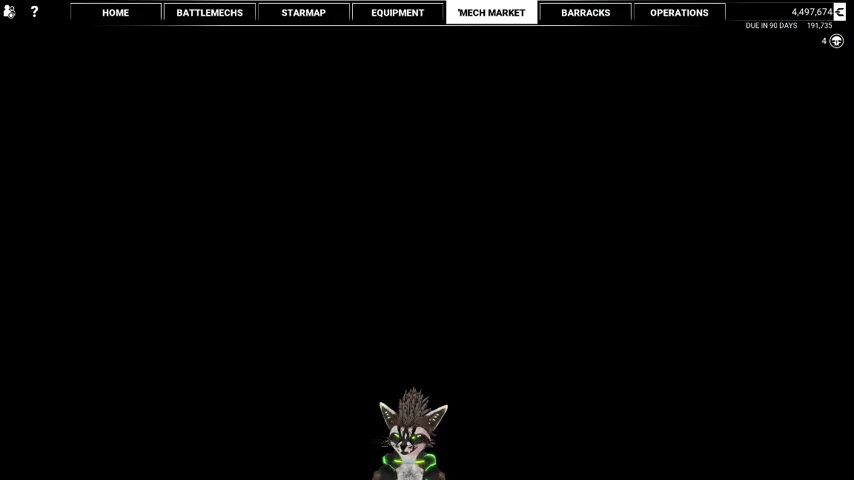 ? HOME BATTLEMECHS STARMAP EQUIPMENT 'MECH MARKET BARRACKS OPERATIONS 4,497,674
DUE IN 90 DAYS 191,735
4